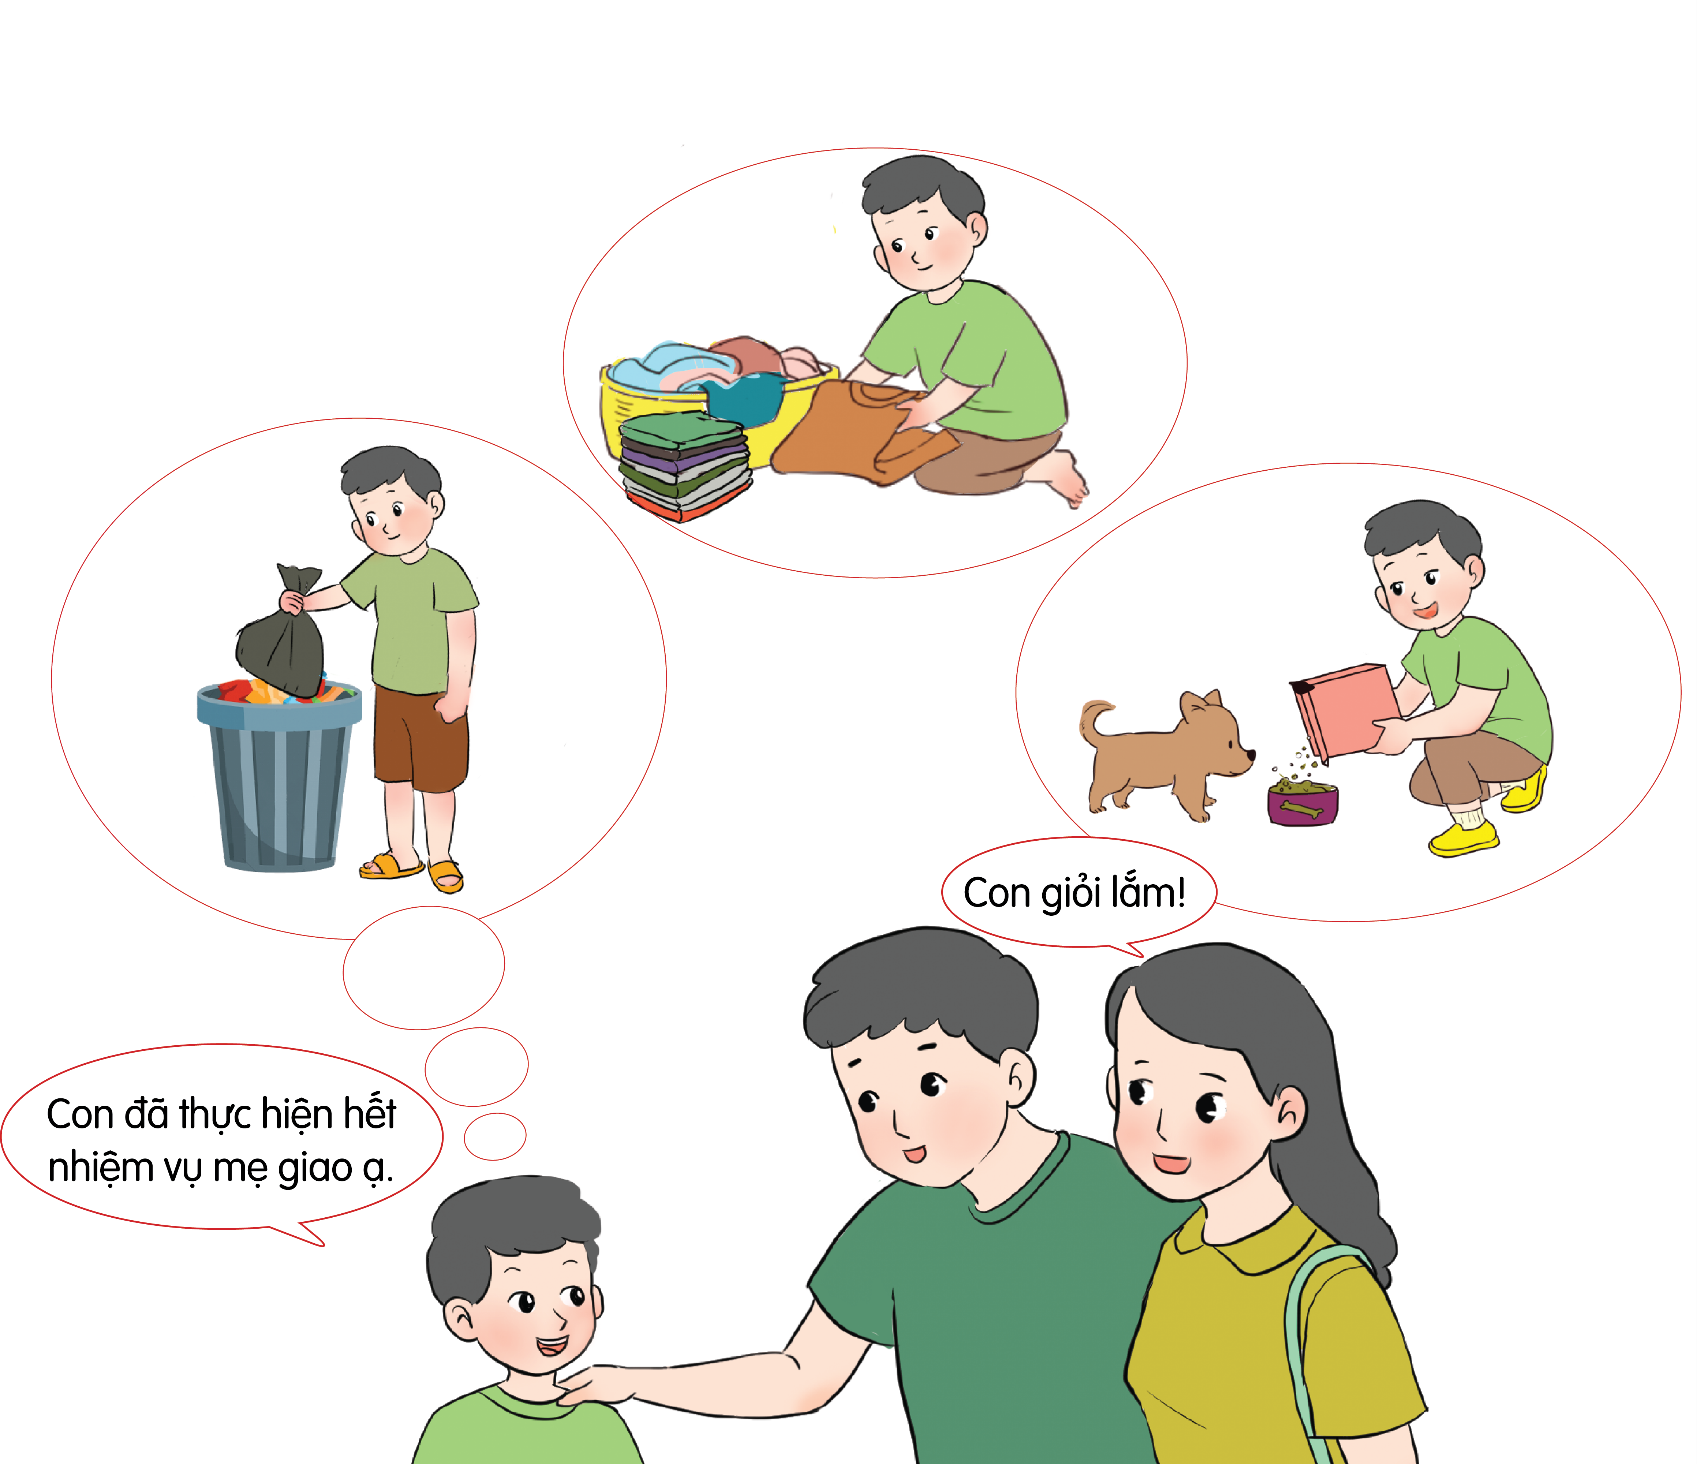 Con giỏi lắm!
Con đã thực hiện hết
nhiệm vụ mẹ giao ạ.